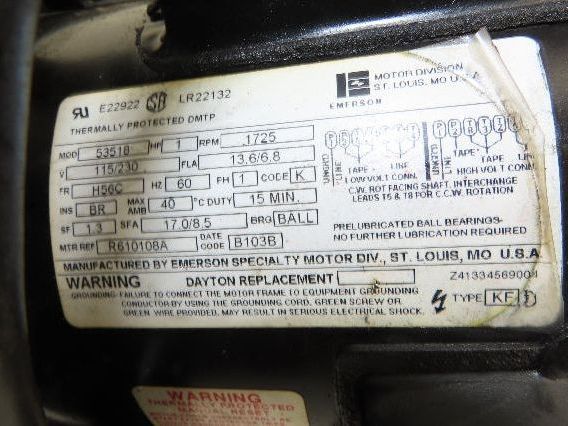 E22922 LR22132
THERMALLY PROTECTED DMTP
EMERSON
MOTOR DIVISION
ST. LOUIS, MO U.S.A.
MOD 53518 HP 1 RPM 1725
V 115/230 FLA 13.6/6.8
FR H56C HZ 60 PH 1 CODE K
INS BR MAX AMB 40 °C DUTY 15 MIN.
SF 1.3 SFA 17.0/8.5 BRG BALL
MTR REF R610108A DATE CODE B103B
TAPE LINE
LOW VOLT CONN.
TAPE LINE
HIGH VOLT CONN.
C.W. ROT FACING SHAFT. INTERCHANGE
LEADS T5 & T8 FOR C.C.W. ROTATION
PRELUBRICATED BALL BEARINGS-
NO FURTHER LUBRICATION REQUIRED
MANUFACTURED BY EMERSON SPECIALTY MOTOR DIV., ST. LOUIS, MO U.S.A.
WARNING DAYTON REPLACEMENT
GROUNDING-FAILURE TO CONNECT THE MOTOR FRAME TO EQUIPMENT GROUNDING
CONDUCTOR BY USING THE GROUNDING CORD, GREEN SCREW OR
GREEN WIRE PROVIDED, MAY RESULT IN SERIOUS ELECTRICAL SHOCK.
TYPE KF
WARNING
THERMALLY PROTECTED
MANUAL RESET